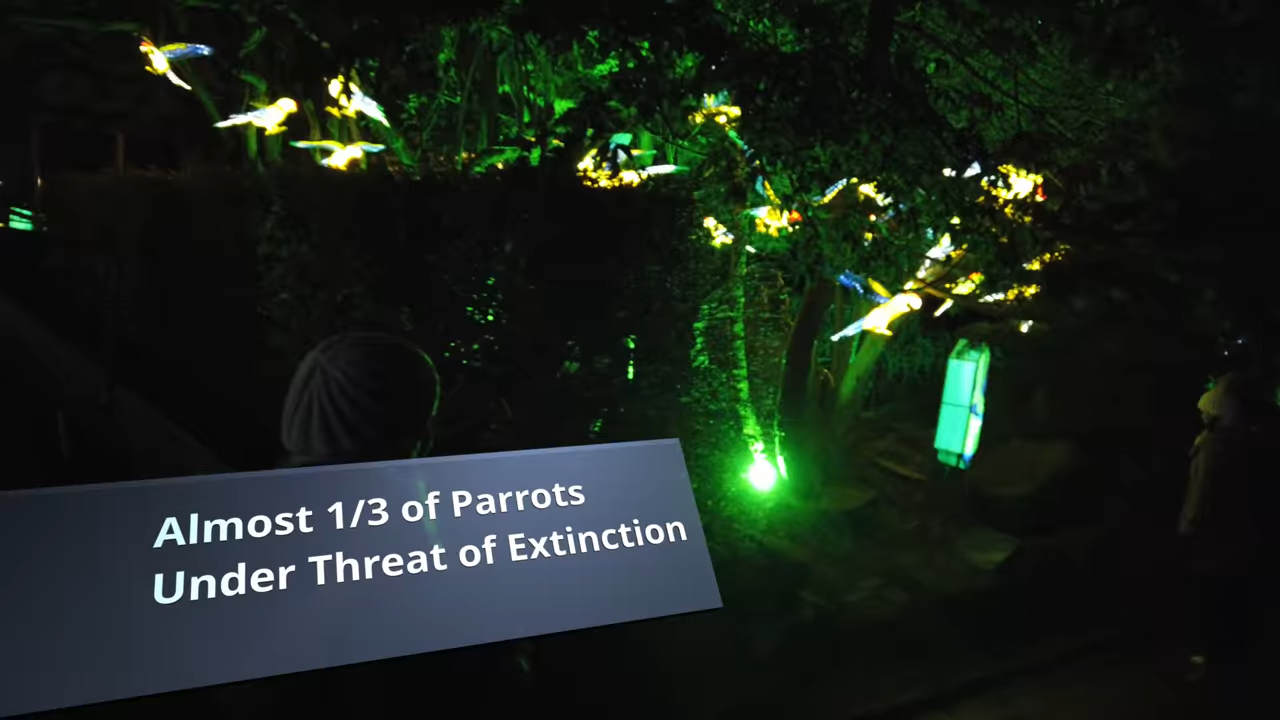 Almost 1/3 of Parrots
Under Threat of Extinction